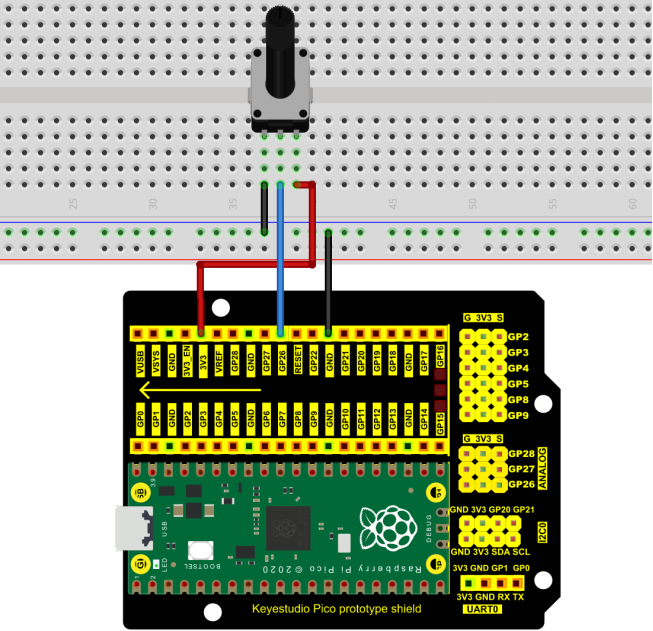 25 30 35 45 50 55 60
VUSB VSYS GND 3V3_EN 3V3 VREF GP28 GND GP27 GP26 RESET GP22 GND GP21 GP20 GP19 GP18 GND GP17 GP16
GP0 GP1 GND GP2 GP3 GP4 GP5 GND GP6 GP7 GP8 GP9 GND GP10 GP11 GP12 GP13 GND GP14 GP15
G 3V3 S
GP2
GP3
GP4
GP5
GP8
GP9
G 3V3 S
GP28
GP27
GP26
ANALOG
GND 3V3 GP20 GP21
I2C0
GND 3V3 SDA SCL
3V3 GND GP1 GP0
3V3 GND RX TX
UART0
39
USB
DEBUG
LED
BOOTSEL
1 2
Raspberry Pi Pico © 2020
Keyestudio Pico prototype shield